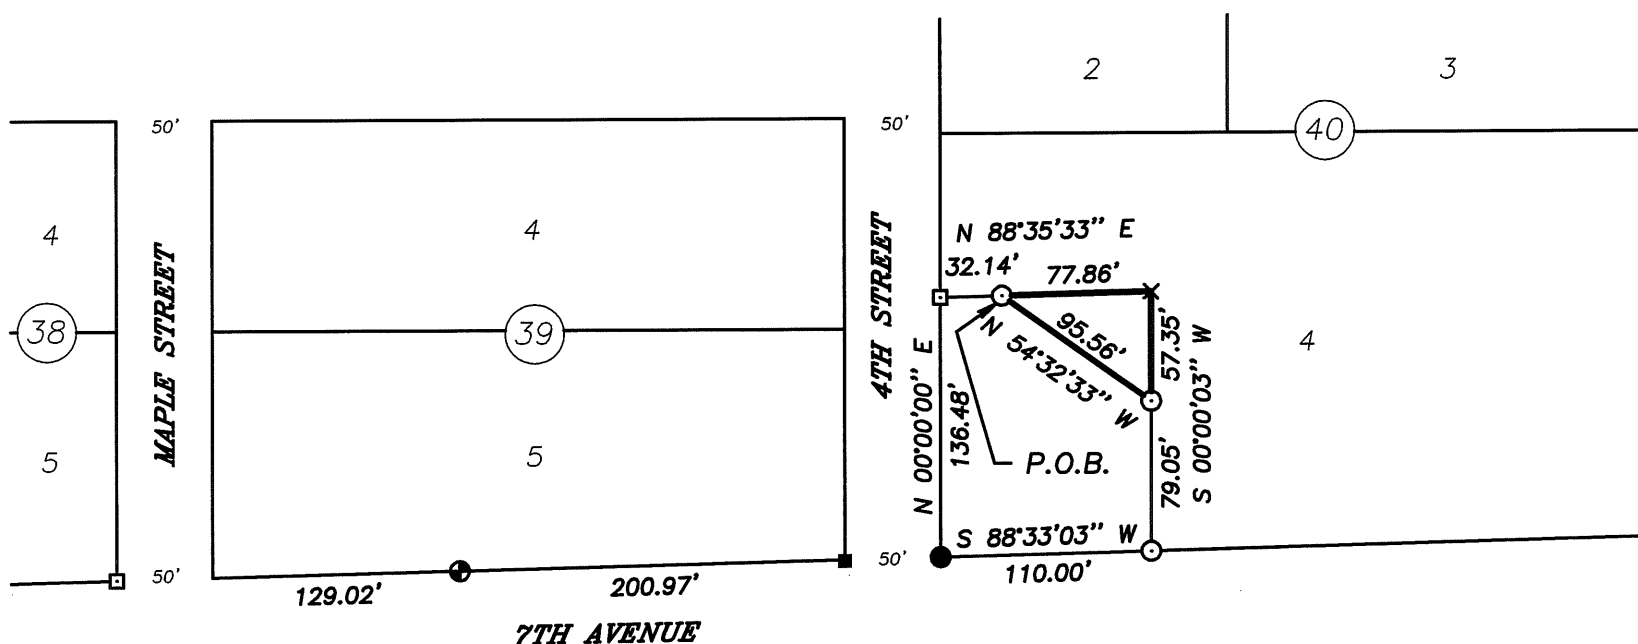 2
3
50'
50'
40
4
4
N 88°35'33" E
32.14'
77.86'
MAPLE STREET
4TH STREET
38
39
95.56'
N 54°32'33" W
57.35'
S 00°00'03" W
4
N 00°00'00" E
136.48'
5
5
P.O.B.
79.05'
50'
50'
S 88°33'03" W
110.00'
129.02'
200.97'
7TH AVENUE